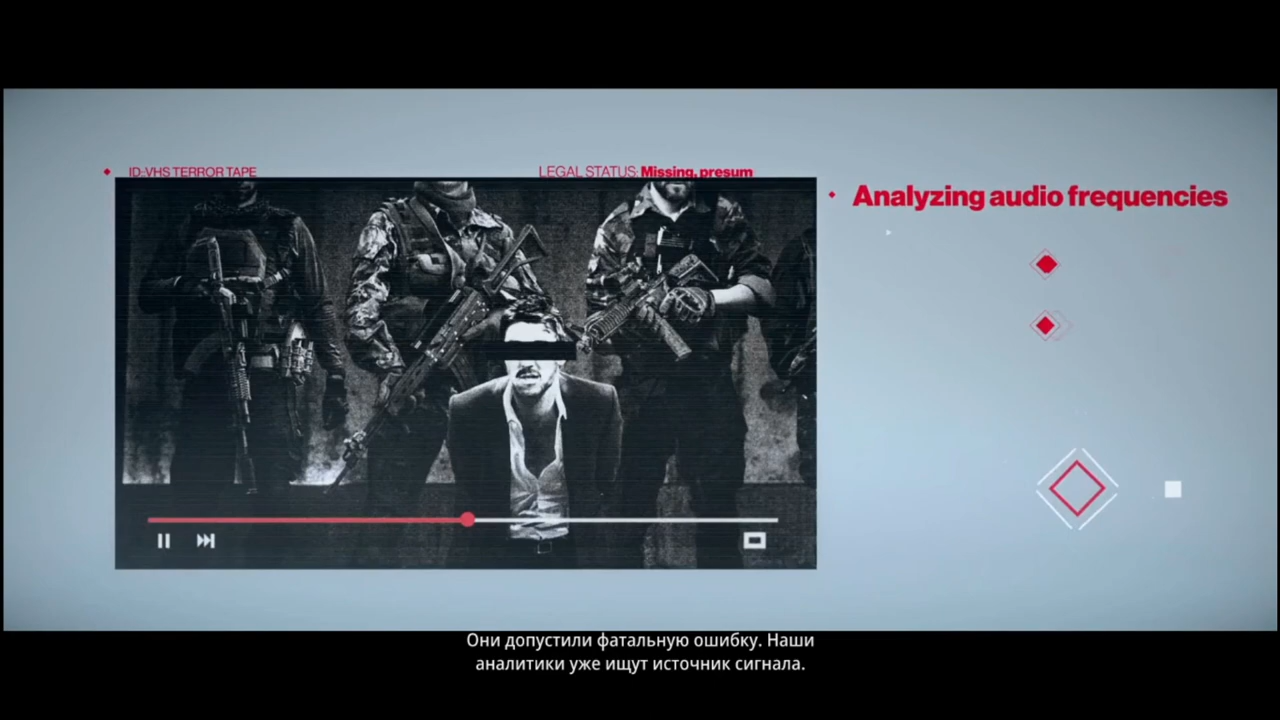 ID:VHS TERROR TAPE
LEGAL STATUS: Missing, presum
Analyzing audio frequencies
Они допустили фатальную ошибку. Наши
аналитики уже ищут источник сигнала.